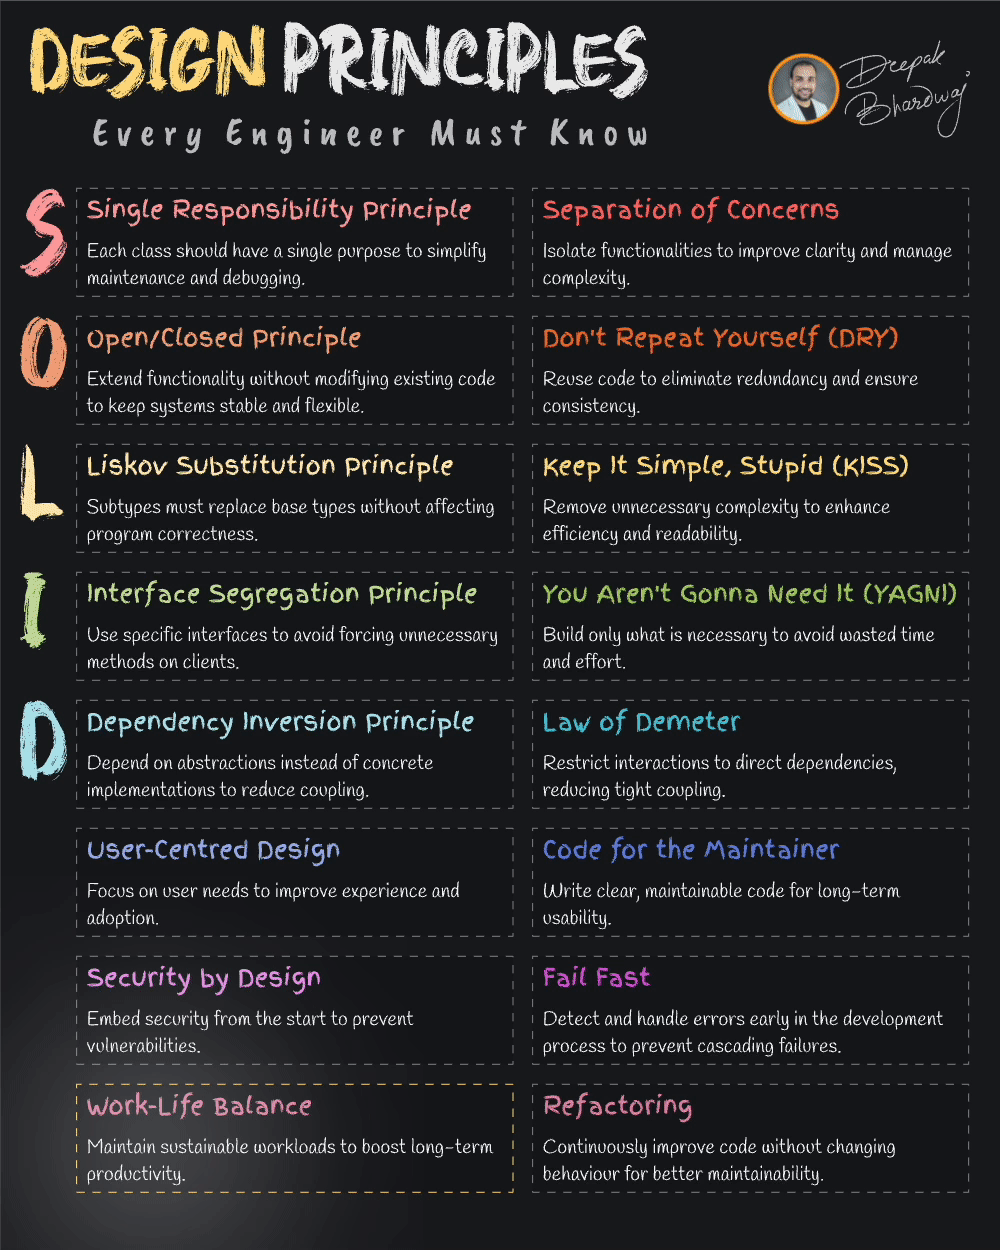 DESIGN PRINCIPLES
Every Engineer Must Know
Deepak
Bhardwaj
S
Single Responsibility Principle
Each class should have a single purpose to simplify
maintenance and debugging.
Separation of Concerns
Isolate functionalities to improve clarity and manage
complexity.
O
Open/Closed Principle
Extend functionality without modifying existing code
to keep systems stable and flexible.
Don't Repeat Yourself (DRY)
Reuse code to eliminate redundancy and ensure
consistency.
L
Liskov Substitution Principle
Subtypes must replace base types without affecting
program correctness.
Keep It Simple, Stupid (KISS)
Remove unnecessary complexity to enhance
efficiency and readability.
I
Interface Segregation Principle
Use specific interfaces to avoid forcing unnecessary
methods on clients.
You Aren't Gonna Need It (YAGNI)
Build only what is necessary to avoid wasted time
and effort.
D
Dependency Inversion Principle
Depend on abstractions instead of concrete
implementations to reduce coupling.
Law of Demeter
Restrict interactions to direct dependencies,
reducing tight coupling.
User-Centred Design
Focus on user needs to improve experience and
adoption.
Code for the Maintainer
Write clear, maintainable code for long-term
usability.
Security by Design
Embed security from the start to prevent
vulnerabilities.
Fail Fast
Detect and handle errors early in the development
process to prevent cascading failures.
Work-Life Balance
Maintain sustainable workloads to boost long-term
productivity.
Refactoring
Continuously improve code without changing
behaviour for better maintainability.